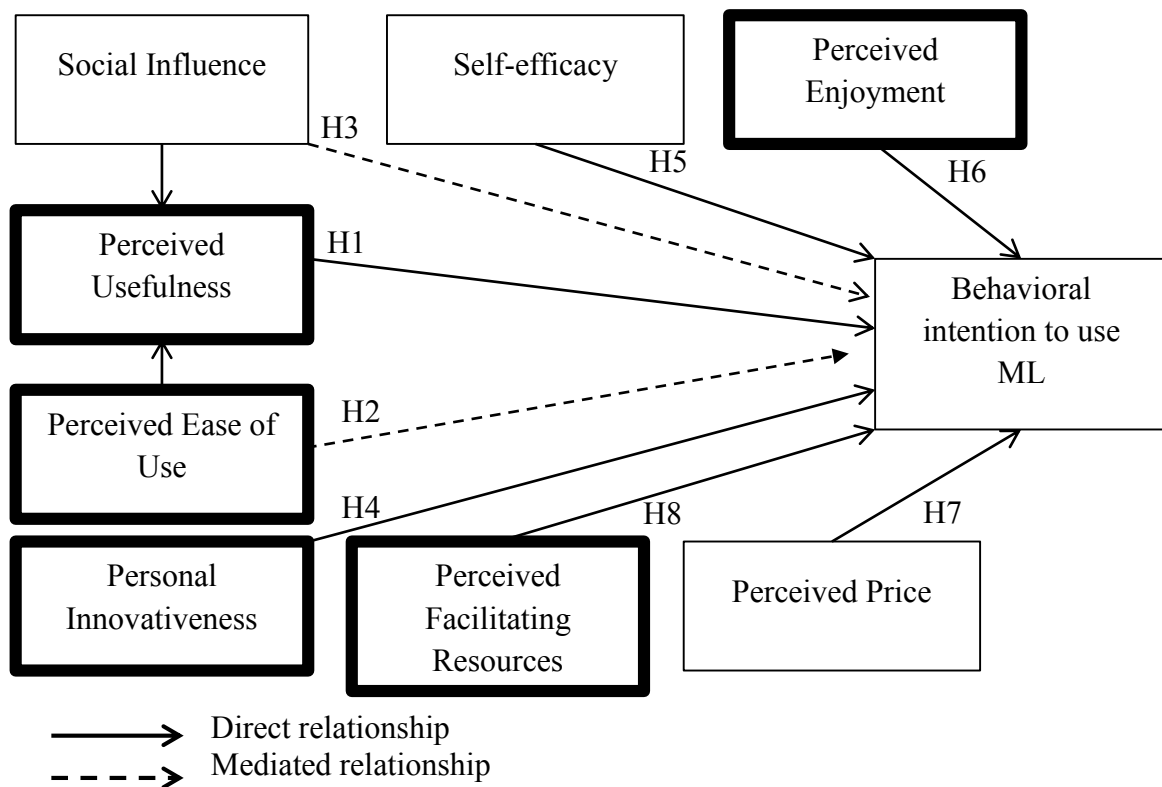 Social Influence
Self-efficacy
Perceived
Enjoyment
H3
H5
H6
Perceived
Usefulness
H1
Behavioral
intention to use
ML
Perceived Ease of
Use
H2
H4
H8
H7
Personal
Innovativeness
Perceived
Facilitating
Resources
Perceived Price
Direct relationship
Mediated relationship